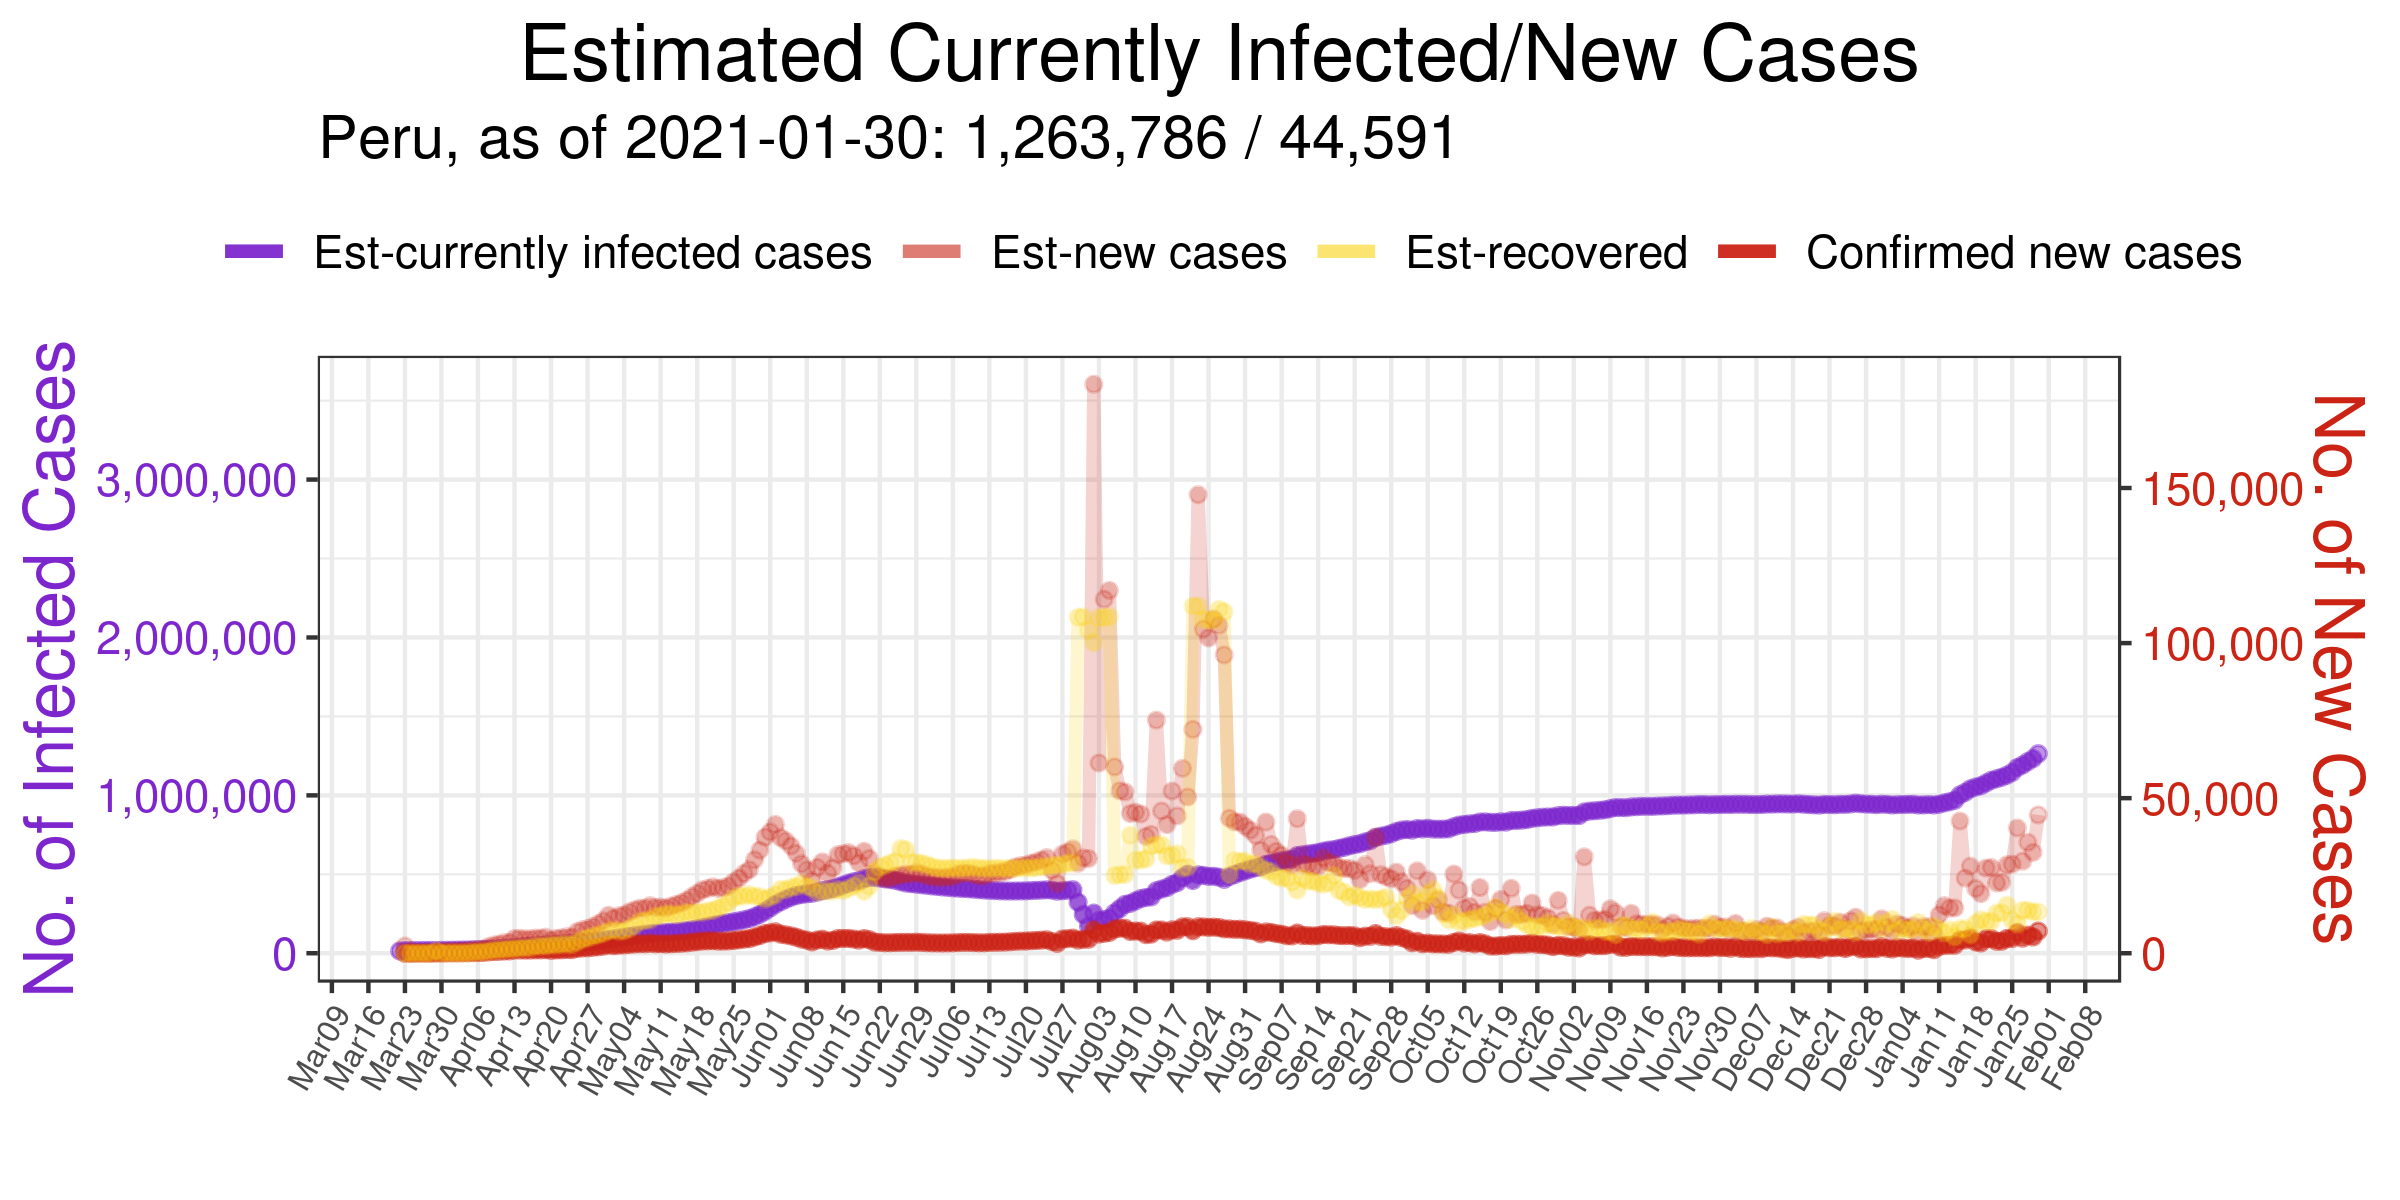 Estimated Currently Infected/New Cases
Peru, as of 2021-01-30: 1,263,786 / 44,591
Est-currently infected cases Est-new cases Est-recovered Confirmed new cases
No. of Infected Cases
3,000,000
2,000,000
1,000,000
0
150,000
100,000
50,000
0
No. of New Cases
Mar09 Mar16 Mar23 Mar30 Apr06 Apr13 Apr20 Apr27 May04 May11 May18 May25 Jun01 Jun08 Jun15 Jun22 Jun29 Jul06 Jul13 Jul20 Jul27 Aug03 Aug10 Aug17 Aug24 Aug31 Sep07 Sep14 Sep21 Sep28 Oct05 Oct12 Oct19 Oct26 Nov02 Nov09 Nov16 Nov23 Nov30 Dec07 Dec14 Dec21 Dec28 Jan04 Jan11 Jan18 Jan25 Feb01 Feb08